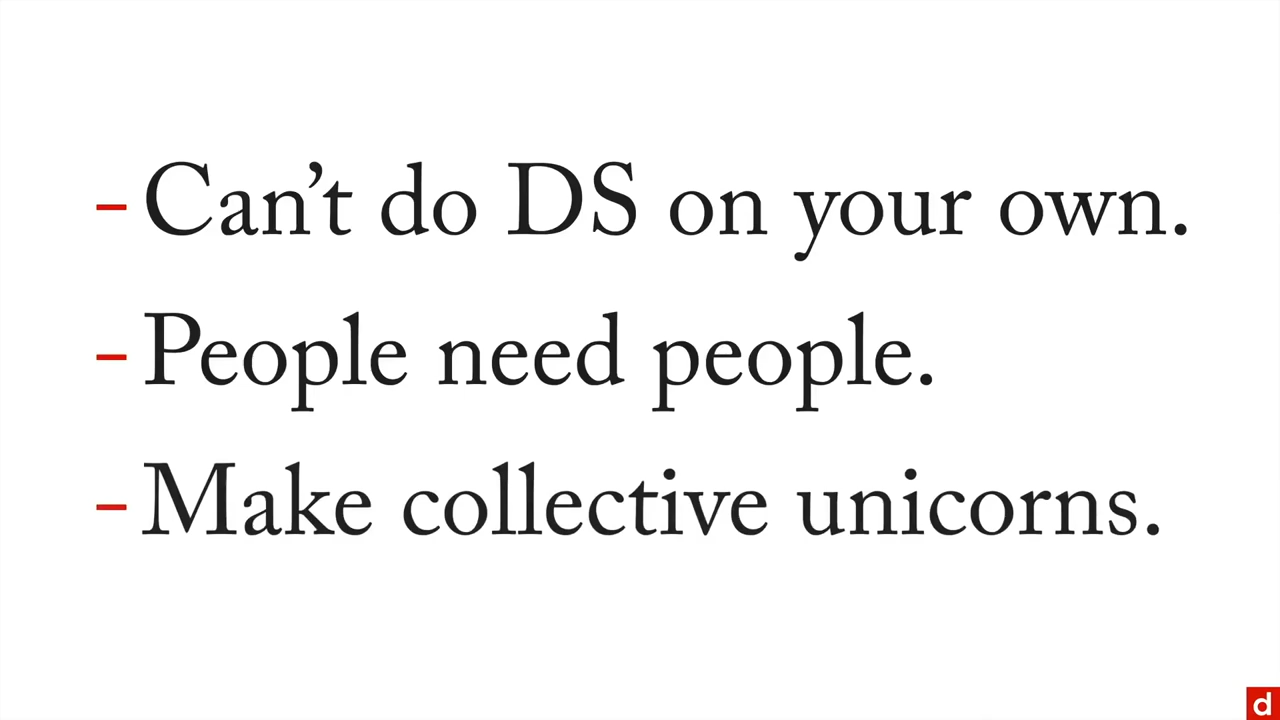 – Can’t do DS on your own.
– People need people.
– Make collective unicorns.
d